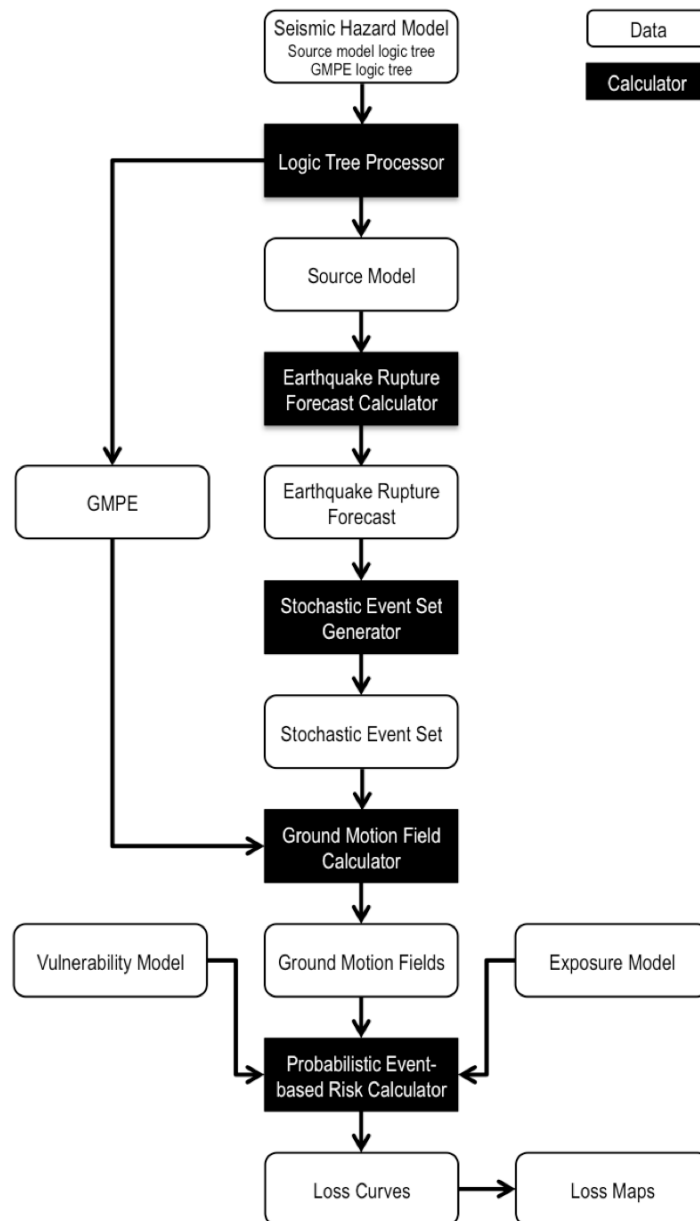 Seismic Hazard Model
Source model logic tree
GMPE logic tree
Data
Calculator
Logic Tree Processor
Source Model
Earthquake Rupture
Forecast Calculator
GMPE
Earthquake Rupture
Forecast
Stochastic Event Set
Generator
Stochastic Event Set
Ground Motion Field
Calculator
Vulnerability Model
Ground Motion Fields
Exposure Model
Probabilistic Event-
based Risk Calculator
Loss Curves
Loss Maps